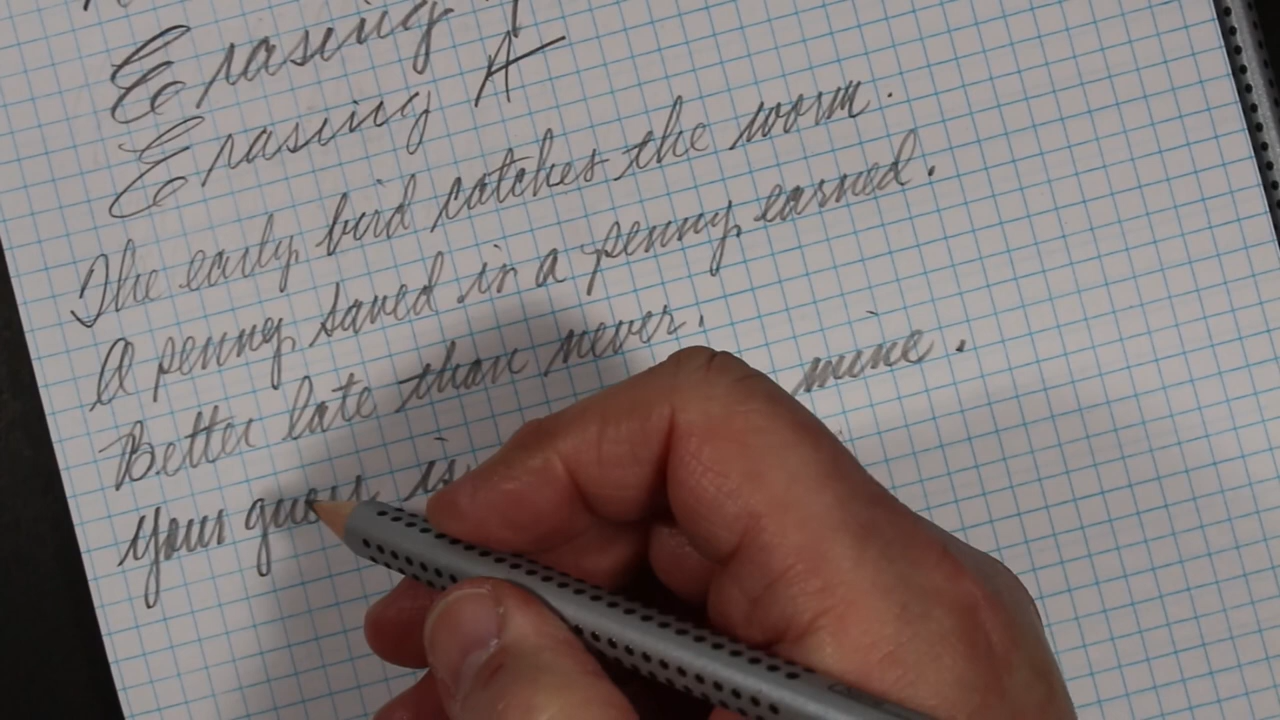 Erasing
Erasing A
The early bird catches the worm.
A penny saved in a penny earned.
Better late than never.
Your guess is mine.